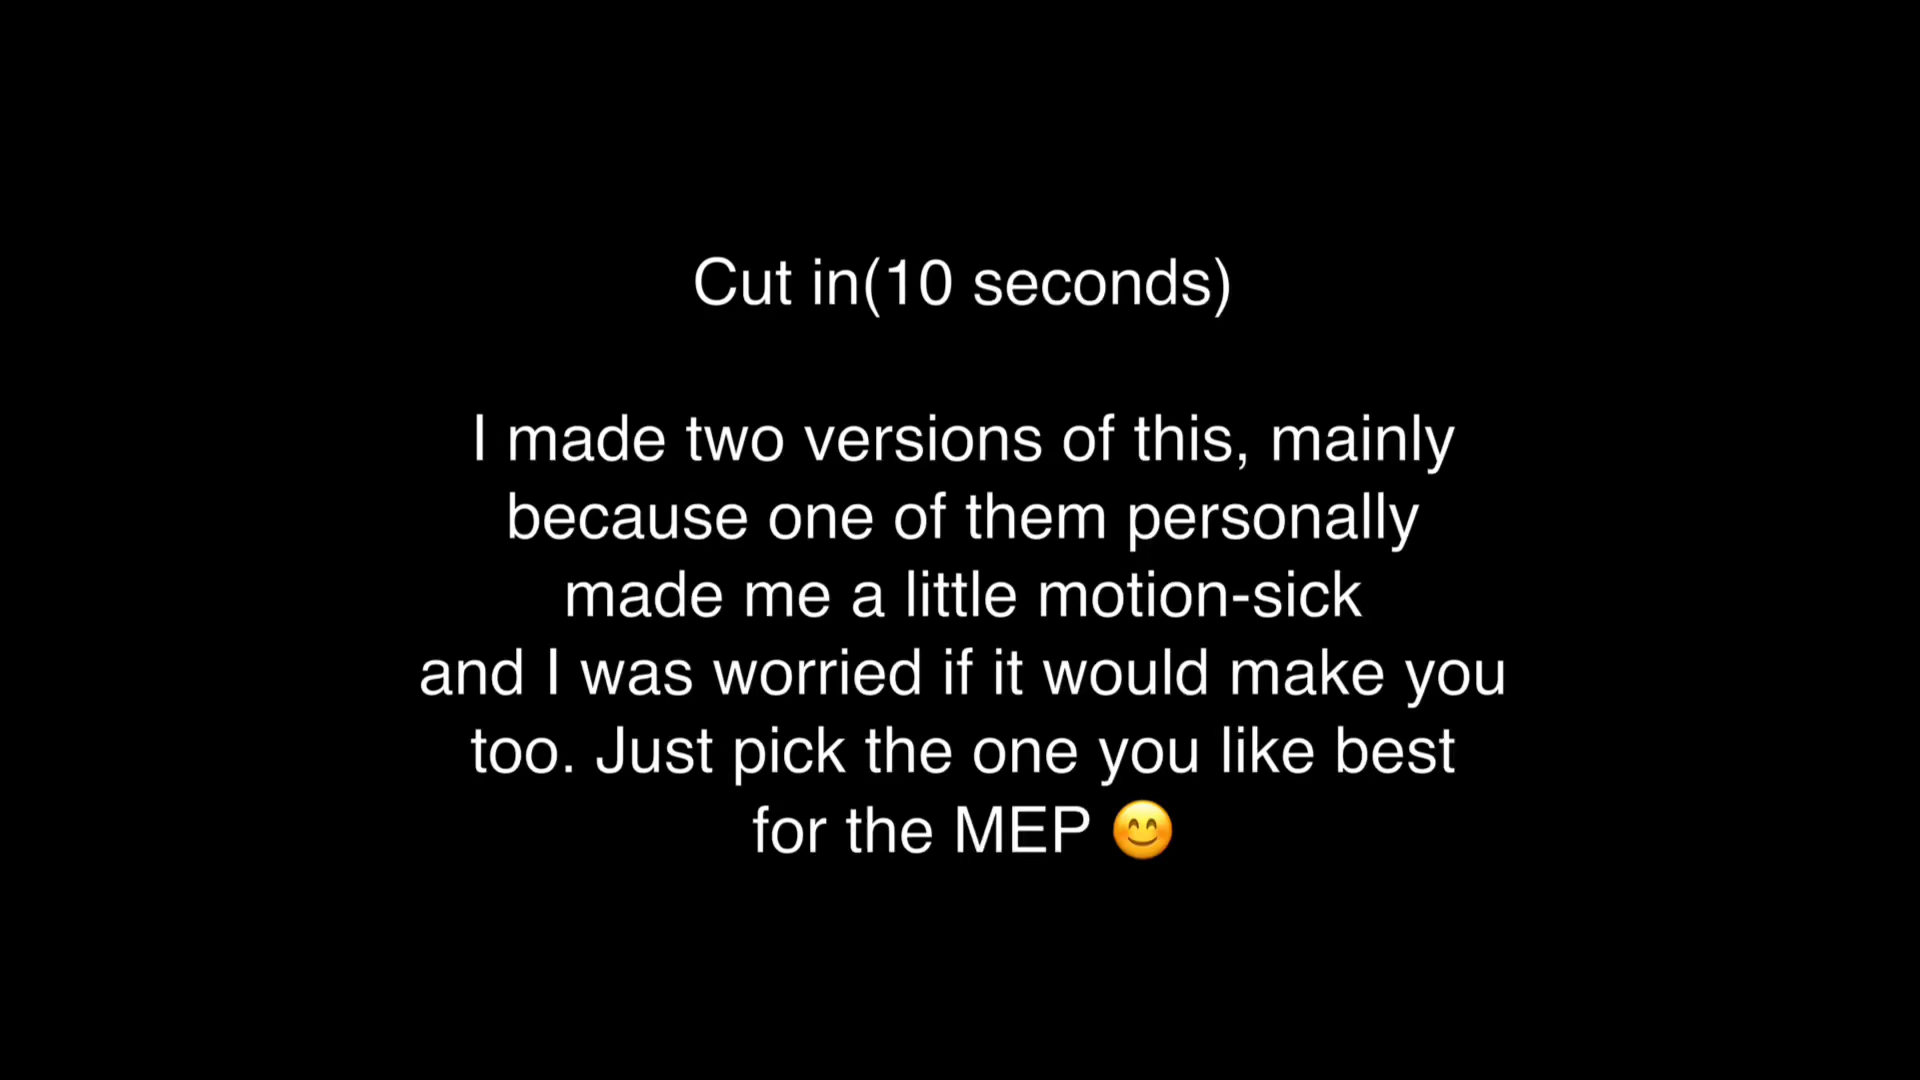 Cut in(10 seconds)
I made two versions of this, mainly
because one of them personally
made me a little motion-sick
and I was worried if it would make you
too. Just pick the one you like best
for the MEP 😊